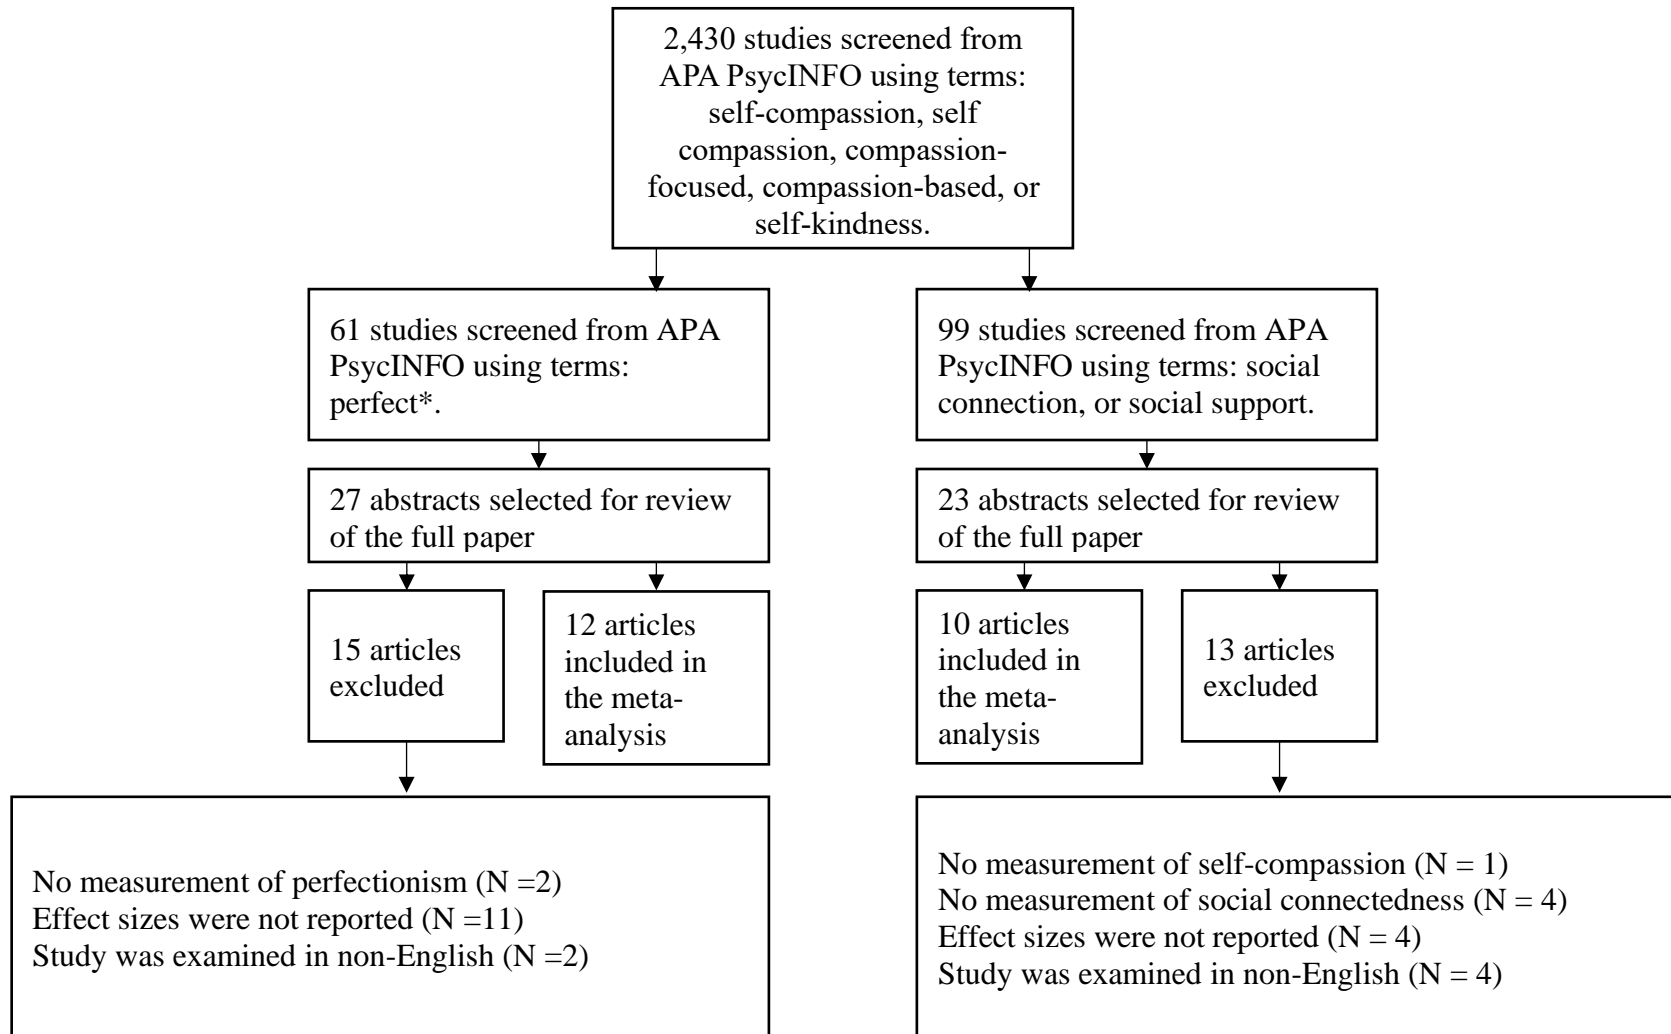 2,430 studies screened from
APA PsycINFO using terms:
self-compassion, self
compassion, compassion-
focused, compassion-based, or
self-kindness.
61 studies screened from APA
PsycINFO using terms:
perfect*.
99 studies screened from APA
PsycINFO using terms: social
connection, or social support.
27 abstracts selected for review
of the full paper
23 abstracts selected for review
of the full paper
15 articles
excluded
12 articles
included in
the meta-
analysis
10 articles
included in
the meta-
analysis
13 articles
excluded
No measurement of perfectionism (N =2)
Effect sizes were not reported (N =11)
Study was examined in non-English (N =2)
No measurement of self-compassion (N = 1)
No measurement of social connectedness (N = 4)
Effect sizes were not reported (N = 4)
Study was examined in non-English (N = 4)